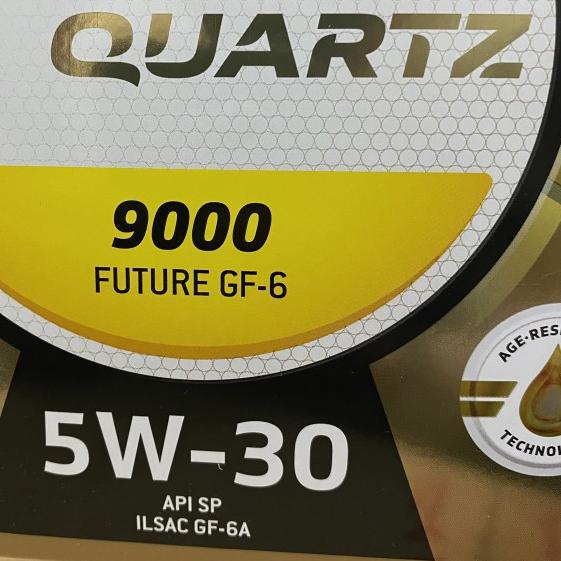 QUARTZ
9000
FUTURE GF-6
5W-30
API SP
ILSAC GF-6A